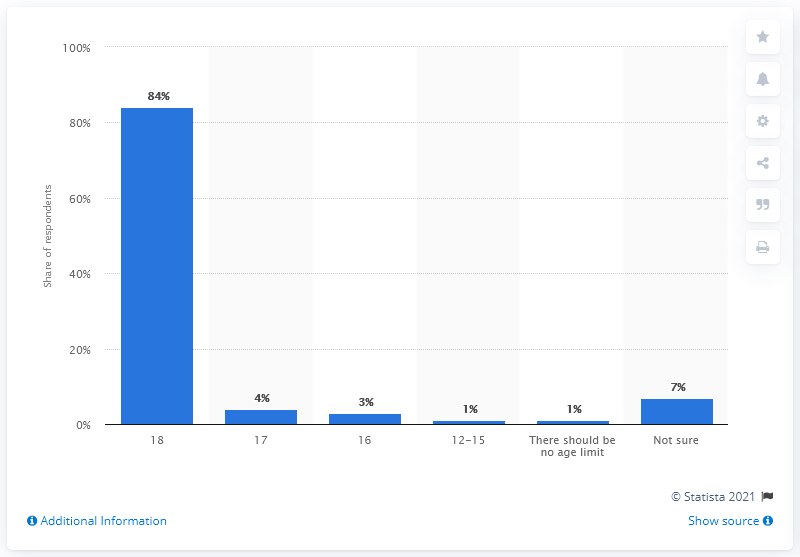 100%
80%
60%
40%
20%
0%
Share of respondents
84%
4%
3%
1%
1%
7%
18
17
16
12-15
There should be
no age limit
Not sure
© Statista 2021
Additional Information
Show source